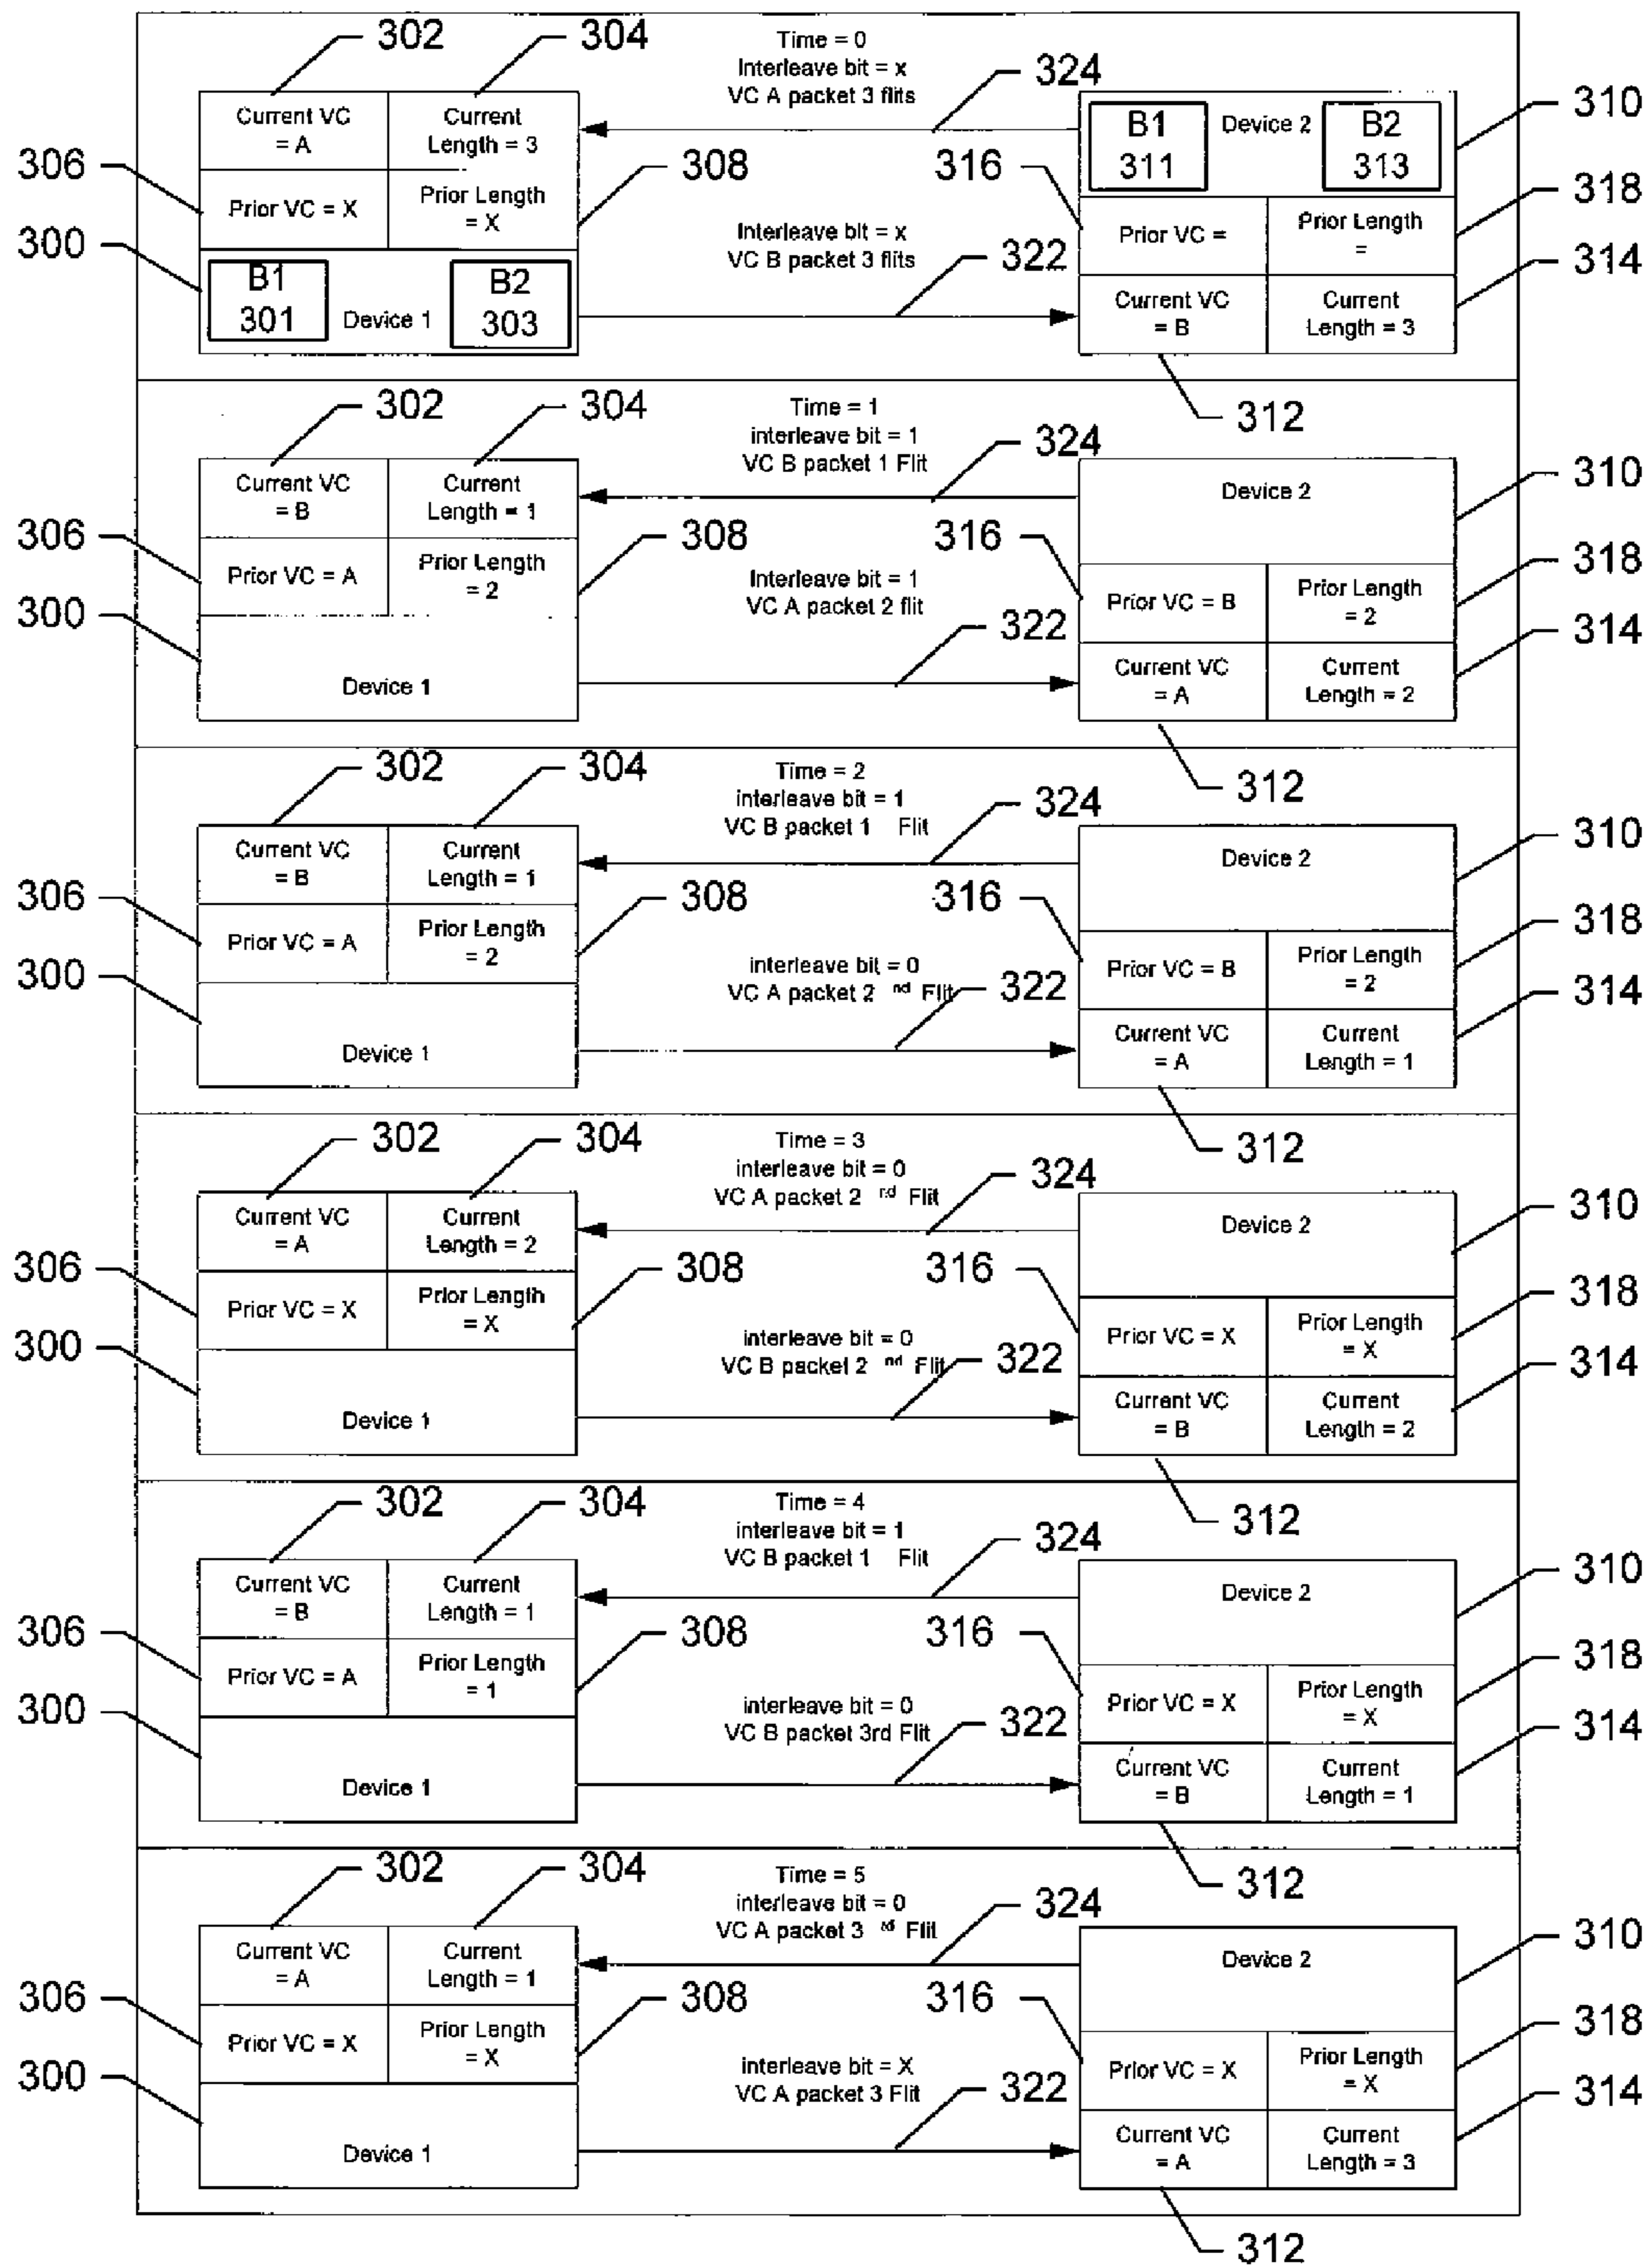 302
304
Time = 0
Interleave bit = x
VC A packet 3 flits
324
310
Current VC
= A
Current
Length = 3
B1
311
Device 2
B2
313
306
308
316
318
Prior VC = X
Prior Length
= X
Interleave bit = x
VC B packet 3 flits
Prior VC =
Prior Length
=
300
322
314
B1
301
Device 1
B2
303
Current VC
= B
Current
Length = 3
312
302
304
Time = 1
interleave bit = 1
VC B packet 1 Flit
324
310
Current VC
= B
Current
Length = 1
Device 2
306
308
316
318
Prior VC = A
Prior Length
= 2
Interleave bit = 1
VC A packet 2 flit
Prior VC = B
Prior Length
= 2
300
322
314
Device 1
Current VC
= A
Current
Length = 2
312
302
304
Time = 2
interleave bit = 1
VC B packet 1 Flit
324
310
Current VC
= B
Current
Length = 1
Device 2
306
308
316
318
Prior VC = A
Prior Length
= 2
interleave bit = 0
VC A packet 2 nd Flit
Prior VC = B
Prior Length
= 2
300
322
314
Device 1
Current VC
= A
Current
Length = 1
312
302
304
Time = 3
interleave bit = 0
VC A packet 2 nd Flit
324
310
Current VC
= A
Current
Length = 2
Device 2
306
308
316
318
Prior VC = X
Prior Length
= X
interleave bit = 0
VC B packet 2 nd Flit
Prior VC = X
Prior Length
= X
300
322
314
Device 1
Current VC
= B
Current
Length = 2
312
302
304
Time = 4
interleave bit = 1
VC B packet 1 Flit
324
310
Current VC
= B
Current
Length = 1
Device 2
306
308
316
318
Prior VC = A
Prior Length
= 1
interleave bit = 0
VC B packet 3rd Flit
Prior VC = X
Prior Length
= X
300
322
314
Device 1
Current VC
= B
Current
Length = 1
312
302
304
Time = 5
interleave bit = 0
VC A packet 3 rd Flit
324
310
Current VC
= A
Current
Length = 1
Device 2
306
308
316
318
Prior VC = X
Prior Length
= X
interleave bit = X
VC A packet 3 Flit
Prior VC = X
Prior Length
= X
300
322
314
Device 1
Current VC
= A
Current
Length = 3
312